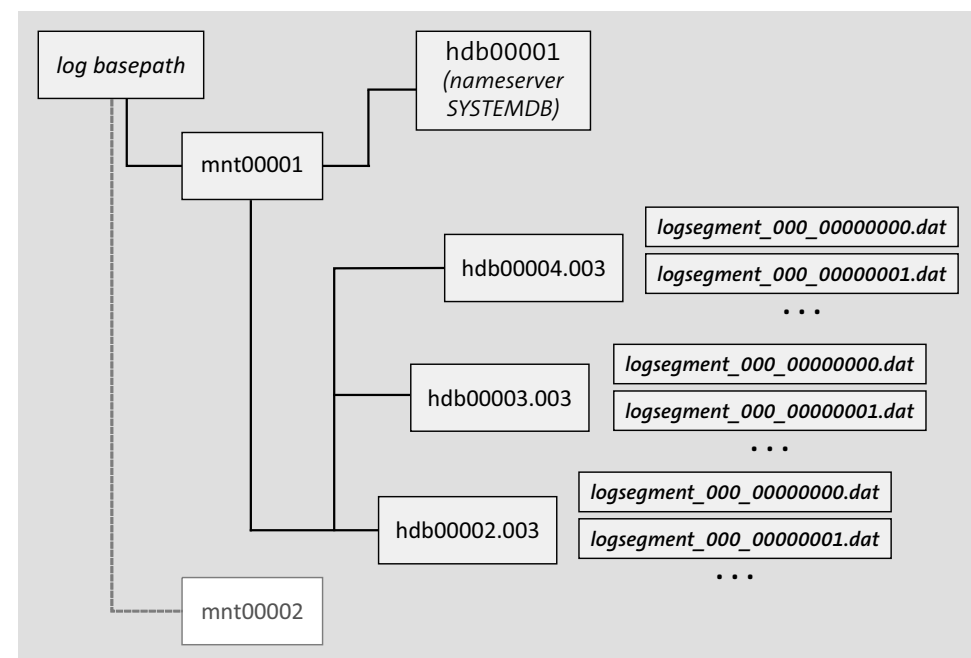 log basepath
hdb00001
(nameserver
SYSTEMDB)
mnt00001
logsegment_000_00000000.dat
hdb00004.003
logsegment_000_00000001.dat
...
logsegment_000_00000000.dat
hdb00003.003
logsegment_000_00000001.dat
...
logsegment_000_00000000.dat
hdb00002.003
logsegment_000_00000001.dat
...
mnt00002